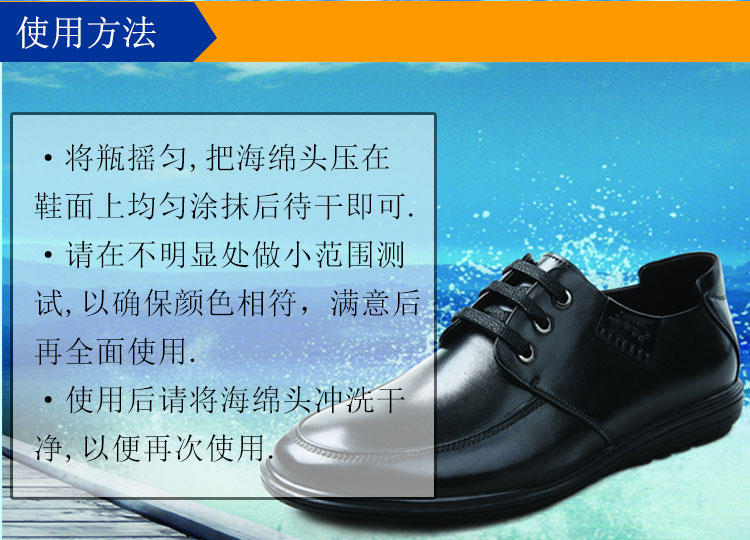 使用方法
·将瓶摇匀,把海绵头压在
鞋面上均匀涂抹后待干即可.
·请在不明显处做小范围测
试,以确保颜色相符，满意后
再全面使用.
·使用后请将海绵头冲洗干
净,以便再次使用.